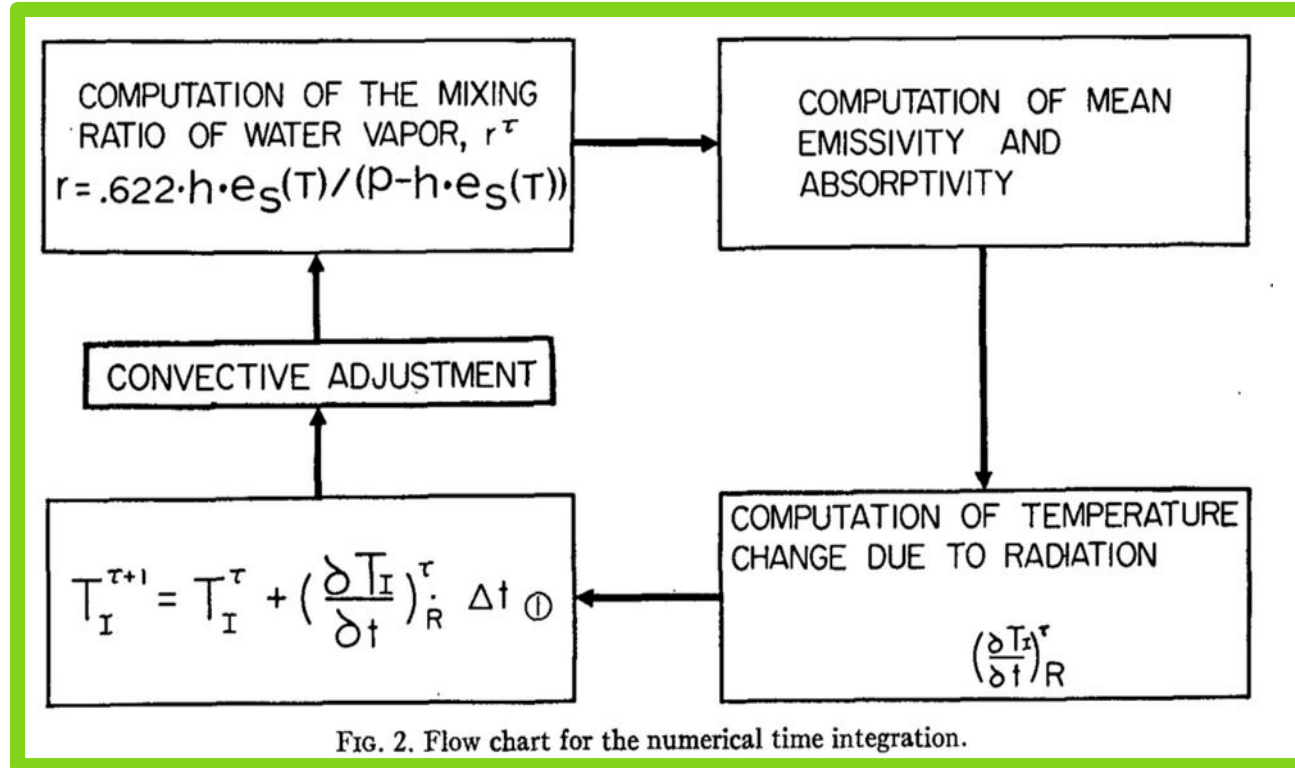 COMPUTATION OF THE MIXING
RATIO OF WATER VAPOR, r^τ
r=.622·h·e_S(T)/(P-h·e_S(T))
COMPUTATION OF MEAN
EMISSIVITY AND
ABSORPTIVITY
CONVECTIVE ADJUSTMENT
T_I^{τ+1} = T_I^τ + (∂T_I/∂t)_R^τ Δt ①
COMPUTATION OF TEMPERATURE
CHANGE DUE TO RADIATION
(∂T_I/∂t)_R^τ
FIG. 2. Flow chart for the numerical time integration.